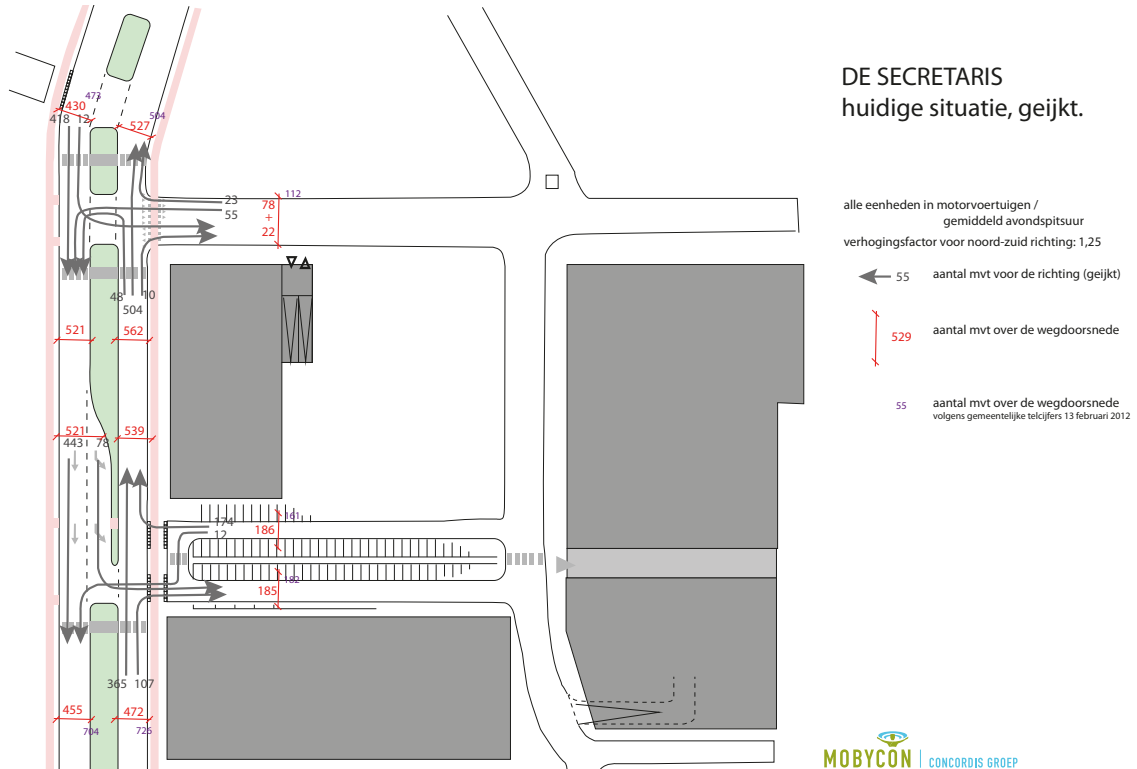 DE SECRETARIS
huidige situatie, geijkt.
alle eenheden in motorvoertuigen /
gemiddeld avondspitsuur
verhogingsfactor voor noord-zuid richting: 1,25
55 aantal mvt voor de richting (geijkt)
529 aantal mvt over de wegdoorsnede
55 aantal mvt over de wegdoorsnede
volgens gemeentelijke telcijfers 13 februari 2012
473
430
504
418 12
527
23
55
112
78
+
22
48 10
504
521 562
521 539
443 78
174
12
161
186
182
185
365 107
455 472
704 726
MOBYCON | CONCORDIS GROEP